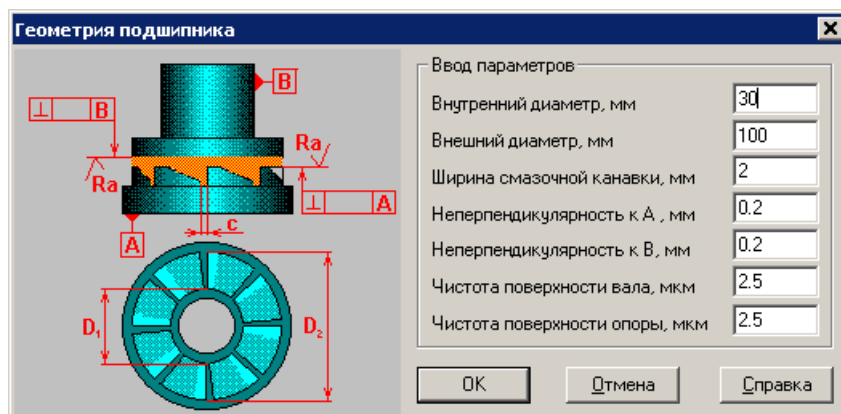 Геометрия подшипника
B
B
Ra
Ra
A
A
c
D₁
D₂
Ввод параметров
Внутренний диаметр, мм 30
Внешний диаметр, мм 100
Ширина смазочной канавки, мм 2
Неперпендикулярность к А , мм 0.2
Неперпендикулярность к В, мм 0.2
Чистота поверхности вала, мкм 2.5
Чистота поверхности опоры, мкм 2.5
OK Отмена Справка